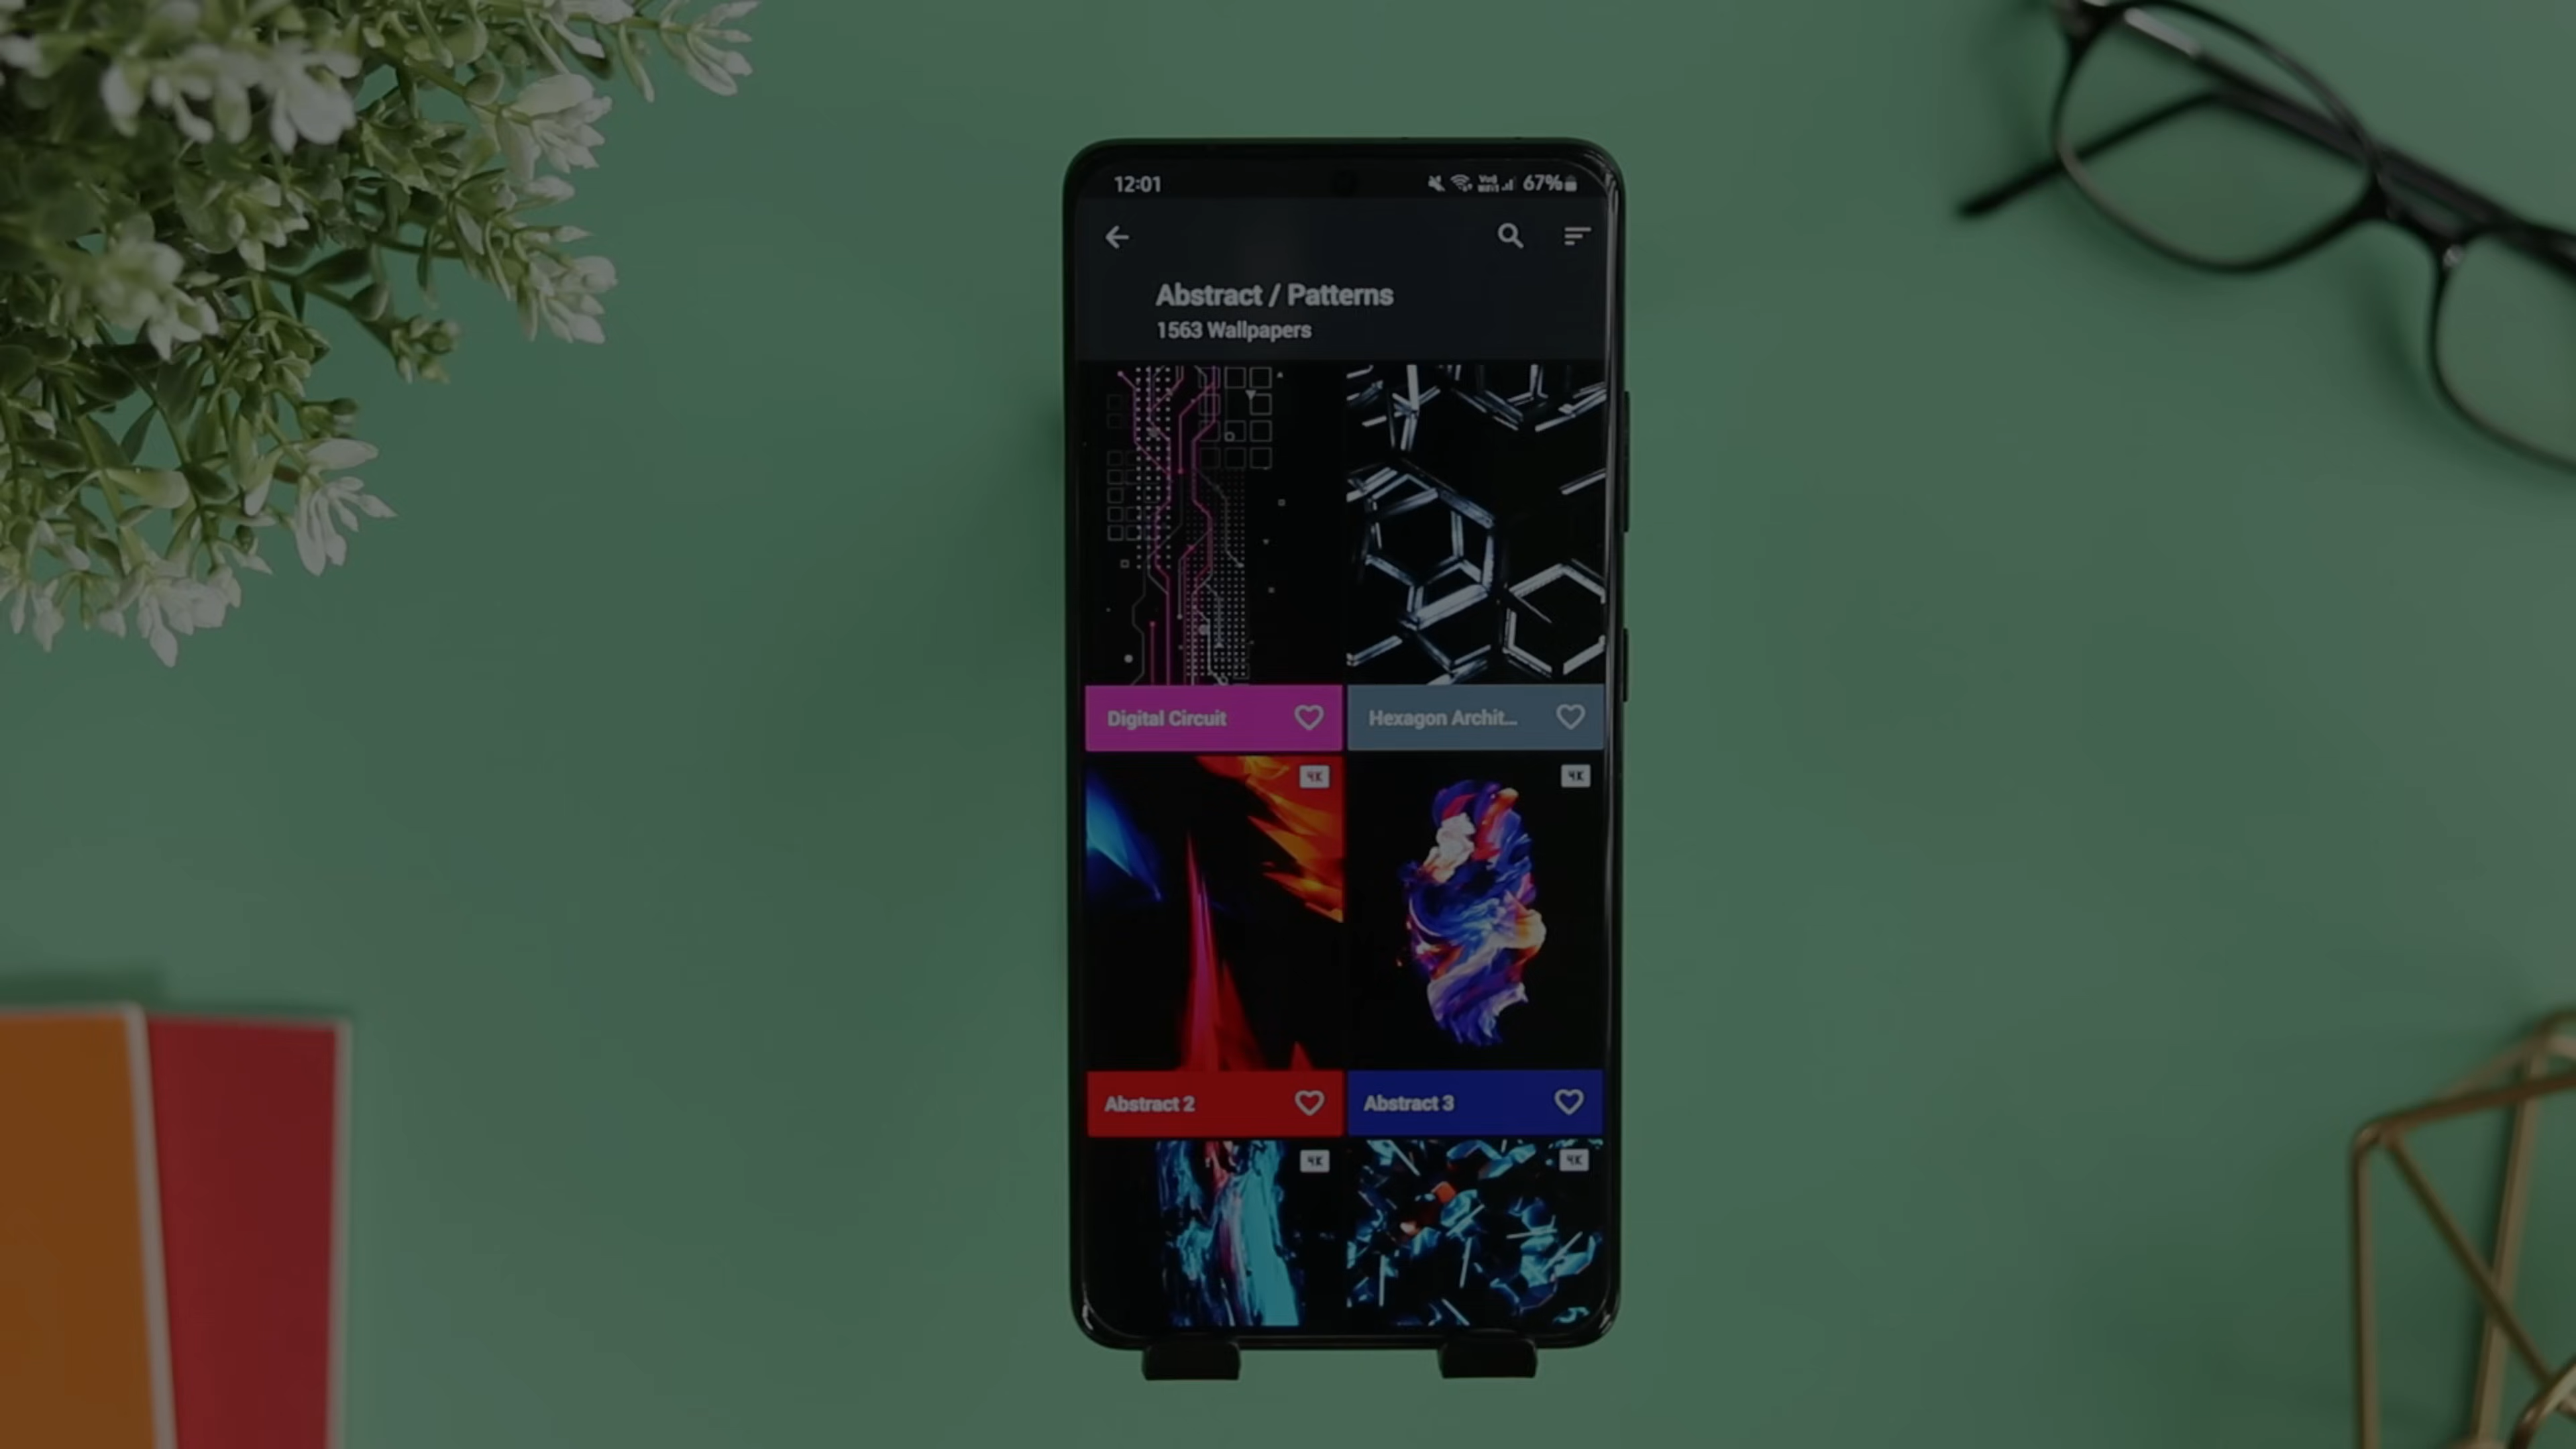 12:01 67%
Abstract / Patterns
1563 Wallpapers
Digital Circuit
Hexagon Archit...
4K
4K
Abstract 2
Abstract 3
4K
4K